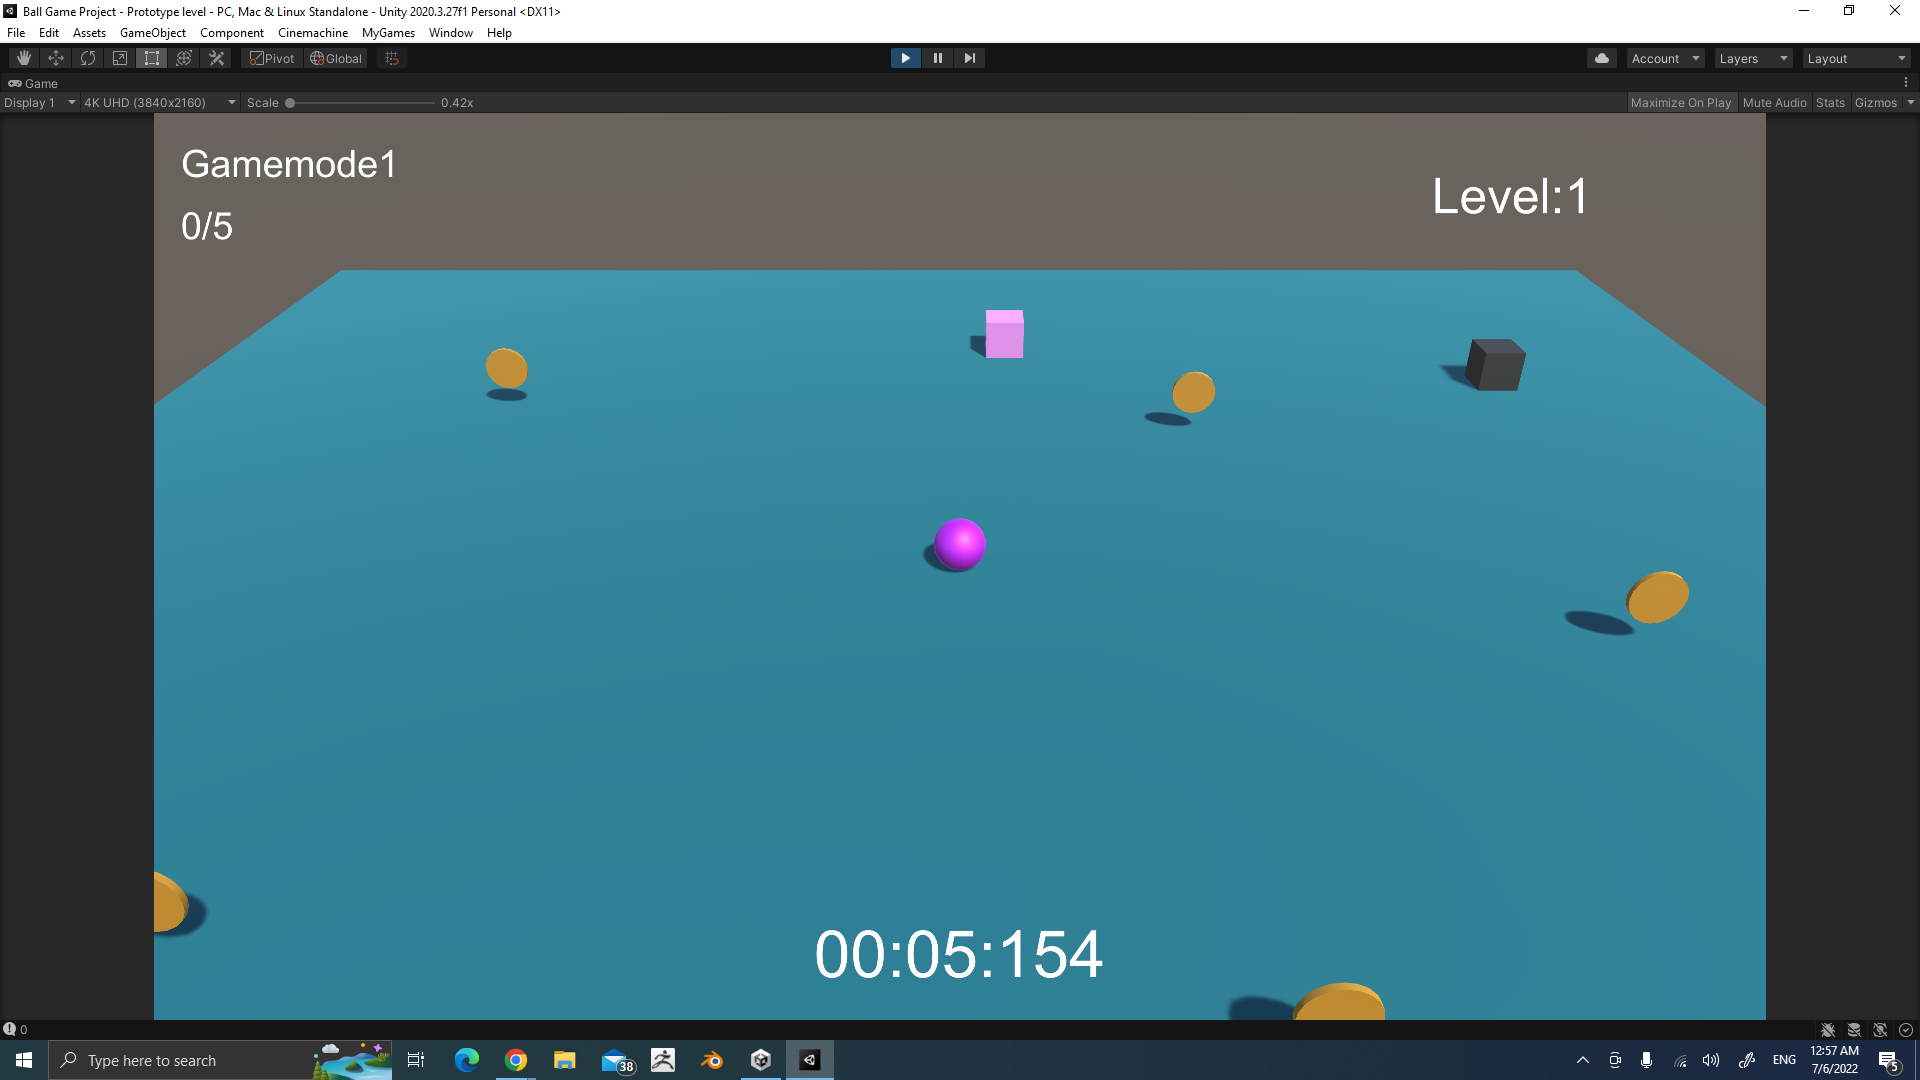 Ball Game Project - Prototype level - PC, Mac & Linux Standalone - Unity 2020.3.27f1 Personal <DX11>
File Edit Assets GameObject Component Cinemachine MyGames Window Help
Pivot Global Account Layers Layout
Game
Display 1 4K UHD (3840x2160) Scale 0.42x Maximize On Play Mute Audio Stats Gizmos
Gamemode1
Level:1
0/5
00:05:154
0
Type here to search 38 ENG 12:57 AM
7/6/2022 5